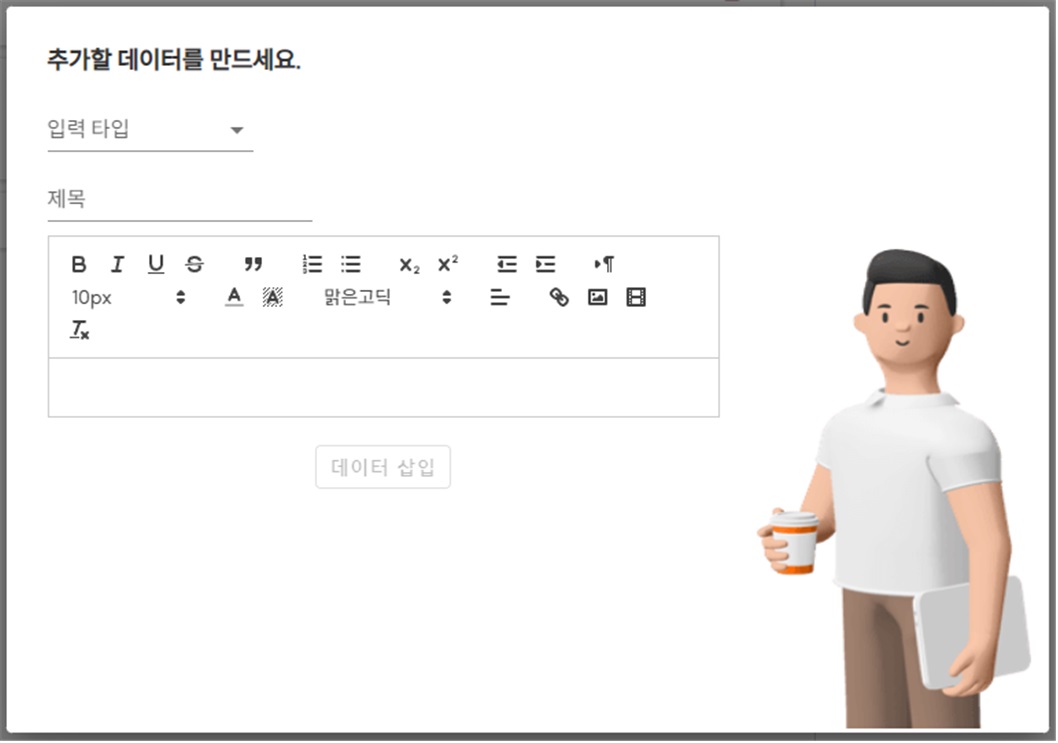 추가할 데이터를 만드세요.
입력 타입
제목
B I U S ” x₂ x²
10px A A 맑은고딕
Tx
데이터 삽입